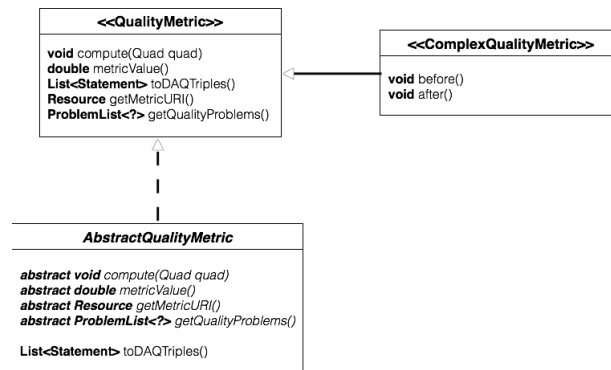 <<QualityMetric>>
void compute(Quad quad)
double metricValue()
List<Statement> toDAQTriples()
Resource getMetricURI()
ProblemList<?> getQualityProblems()
<<ComplexQualityMetric>>
void before()
void after()
AbstractQualityMetric
abstract void compute(Quad quad)
abstract double metricValue()
abstract Resource getMetricURI()
abstract ProblemList<?> getQualityProblems()
List<Statement> toDAQTriples()